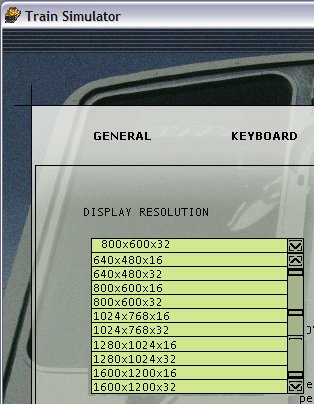 Train Simulator
GENERAL KEYBOARD
DISPLAY RESOLUTION
800x600x32
640x480x16
640x480x32
800x600x16
800x600x32
1024x768x16
1024x768x32
1280x1024x16
1280x1024x32
1600x1200x16
1600x1200x32